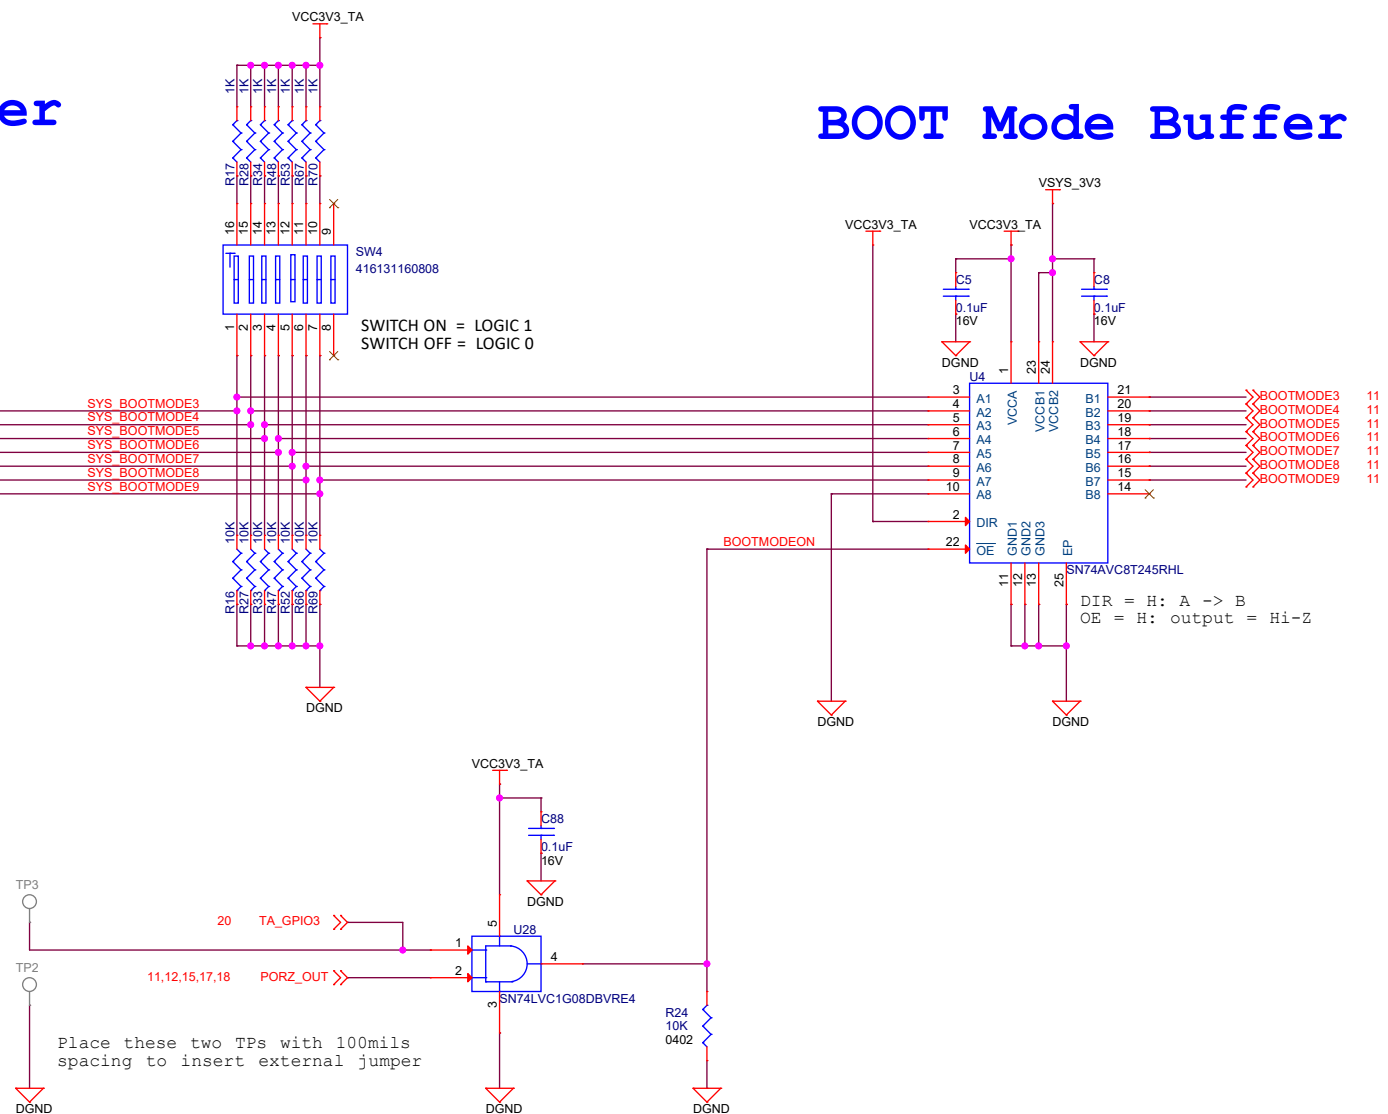 VCC3V3_TA
er
BOOT Mode Buffer
1K
1K
1K
1K
1K
1K
1K
R17
R28
R34
R48
R53
R67
R70
16
15
14
13
12
11
10
9
SW4
416131160808
1
2
3
4
5
6
7
8
SWITCH ON = LOGIC 1
SWITCH OFF = LOGIC 0
VSYS_3V3
VCC3V3_TA
VCC3V3_TA
C5
0.1uF
16V
C8
0.1uF
16V
DGND
DGND
U4
1
23
24
VCCA
VCCB1
VCCB2
SYS_BOOTMODE3
SYS_BOOTMODE4
SYS_BOOTMODE5
SYS_BOOTMODE6
SYS_BOOTMODE7
SYS_BOOTMODE8
SYS_BOOTMODE9
3 A1 B1 21 BOOTMODE3 11
4 A2 B2 20 BOOTMODE4 11
5 A3 B3 19 BOOTMODE5 11
6 A4 B4 18 BOOTMODE6 11
7 A5 B5 17 BOOTMODE7 11
8 A6 B6 16 BOOTMODE8 11
9 A7 B7 15 BOOTMODE9 11
10 A8 B8 14
2 DIR
BOOTMODEON 22 OE
GND1
GND2
GND3
EP
11
12
13
25
SN74AVC8T245RHL
DIR = H: A -> B
OE = H: output = Hi-Z
10K
10K
10K
10K
10K
10K
10K
R16
R27
R33
R47
R52
R66
R69
DGND
DGND
DGND
VCC3V3_TA
C88
0.1uF
16V
DGND
TP3
20 TA_GPIO3
TP2
11,12,15,17,18 PORZ_OUT
5
U28
1
2
4
3
SN74LVC1G08DBVRE4
R24
10K
0402
Place these two TPs with 100mils
spacing to insert external jumper
DGND
DGND
DGND